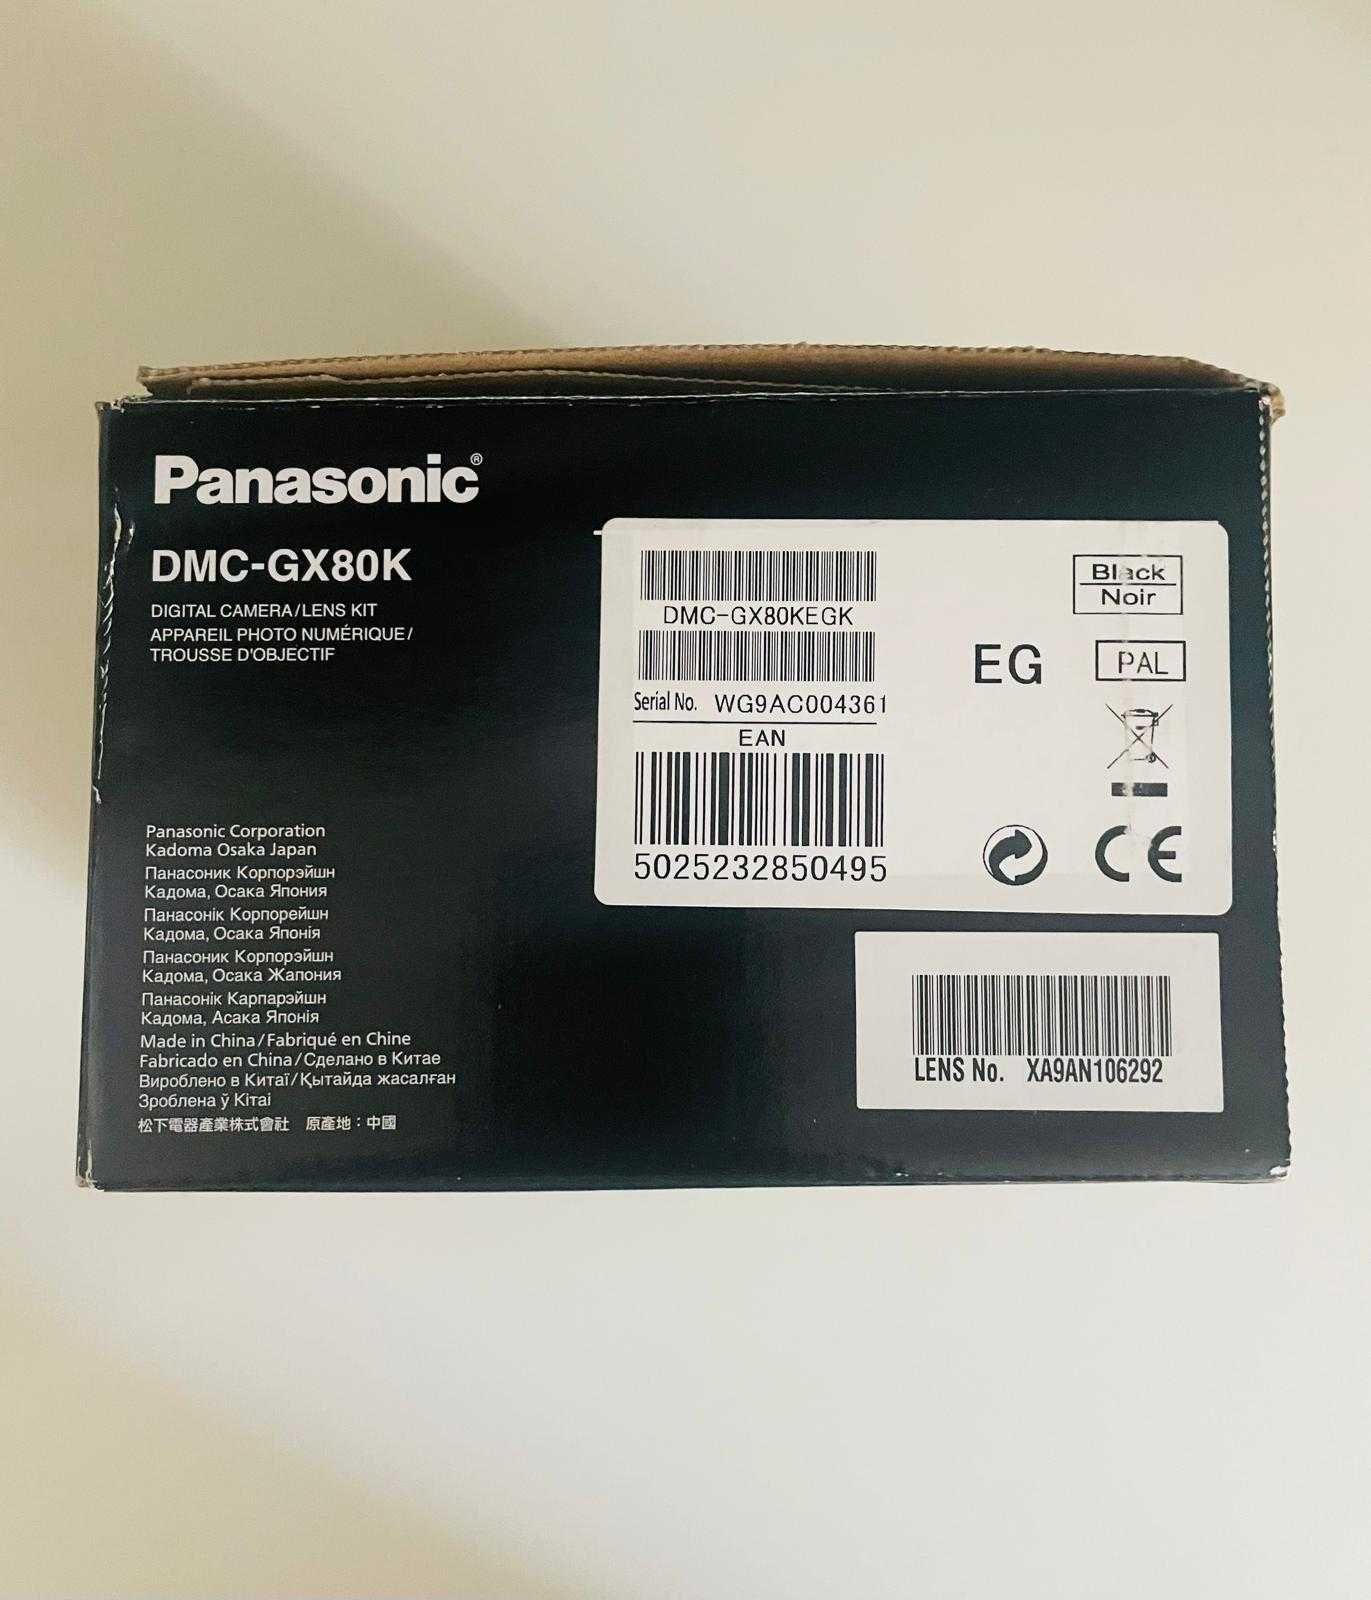 Panasonic®
DMC-GX80K
DIGITAL CAMERA/LENS KIT
APPAREIL PHOTO NUMÉRIQUE/
TROUSSE D'OBJECTIF
DMC-GX80KEGK
Serial No. WG9AC004361
EAN
5025232850495
Black
Noir
EG
PAL
CE
LENS No. XA9AN106292
Panasonic Corporation
Kadoma Osaka Japan
Панасоник Корпорэйшн
Кадома, Осака Япония
Панасонік Корпорейшн
Кадома, Осака Японія
Панасоник Корпорэйшн
Кадома, Осака Жапония
Панасонік Карпарэйшн
Кадома, Асака Японія
Made in China/Fabriqué en Chine
Fabricado en China/Сделано в Китае
Вироблено в Китаї/Қытайда жасалған
Зроблена ў Кітаі
松下電器產業株式會社 原產地：中國